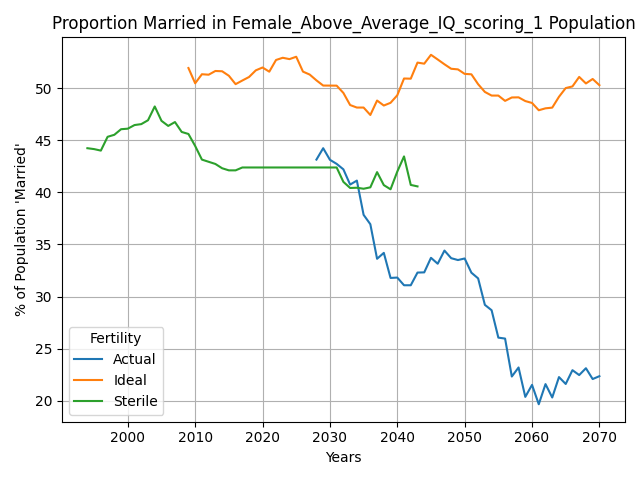 Proportion Married in Female_Above_Average_IQ_scoring_1 Population
% of Population 'Married'
50
45
40
35
30
25
20
Fertility
Actual
Ideal
Sterile
2000 2010 2020 2030 2040 2050 2060 2070
Years